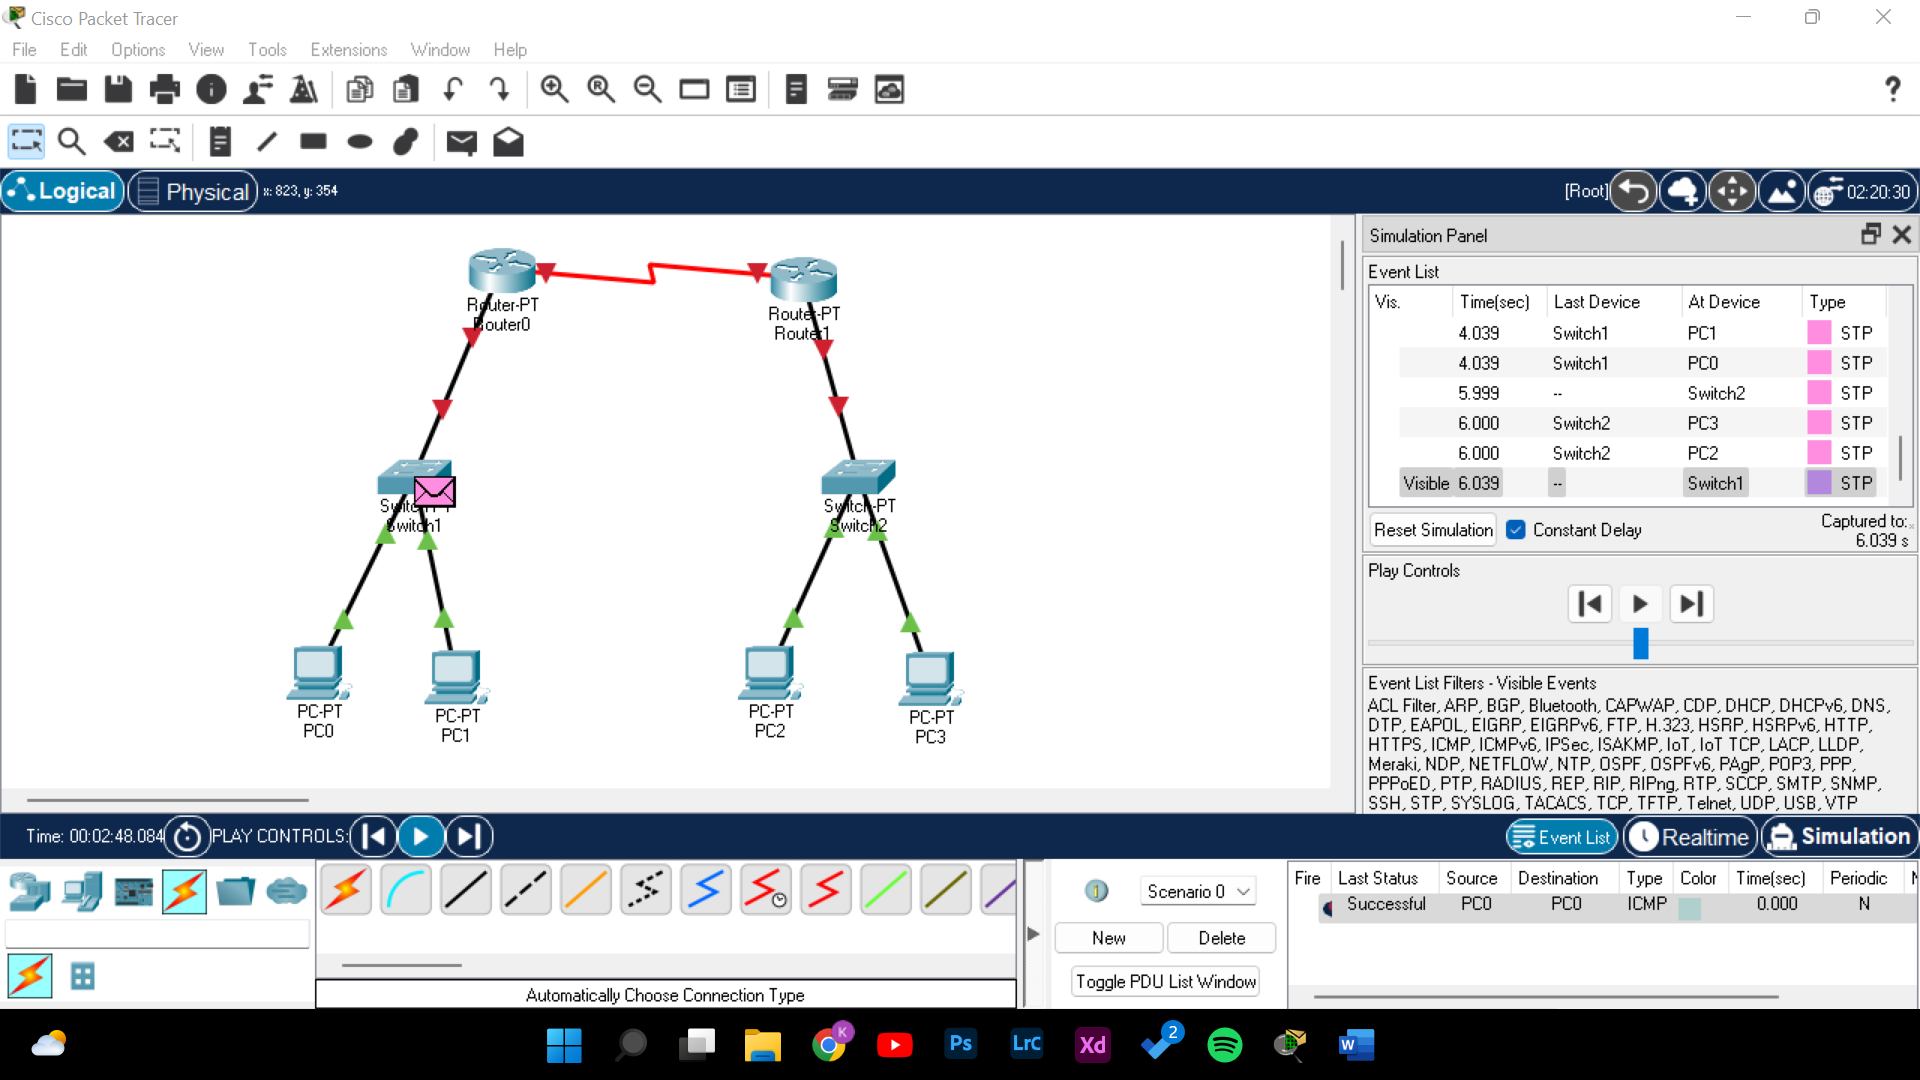 Cisco Packet Tracer
File Edit Options View Tools Extensions Window Help
Logical Physical x: 823, y: 354 [Root] 02:20:30
Simulation Panel
Event List
Vis. Time(sec) Last Device At Device Type
4.039 Switch1 PC1 STP
4.039 Switch1 PC0 STP
5.999 -- Switch2 STP
6.000 Switch2 PC3 STP
6.000 Switch2 PC2 STP
Visible 6.039 -- Switch1 STP
Reset Simulation Constant Delay Captured to:
6.039 s
Play Controls
Event List Filters - Visible Events
ACL Filter, ARP, BGP, Bluetooth, CAPWAP, CDP, DHCP, DHCPv6, DNS,
DTP, EAPOL, EIGRP, EIGRPv6, FTP, H.323, HSRP, HSRPv6, HTTP,
HTTPS, ICMP, ICMPv6, IPSec, ISAKMP, IoT, IoT TCP, LACP, LLDP,
Meraki, NDP, NETFLOW, NTP, OSPF, OSPFv6, PAgP, POP3, PPP,
PPPoED, PTP, RADIUS, REP, RIP, RIPng, RTP, SCCP, SMTP, SNMP,
SSH, STP, SYSLOG, TACACS, TCP, TFTP, Telnet, UDP, USB, VTP
Router-PT
Router0
Router-PT
Router1
Switch1
Switch-PT
Switch2
PC-PT
PC0
PC-PT
PC1
PC-PT
PC2
PC-PT
PC3
Time: 00:02:48.084 PLAY CONTROLS: Event List Realtime Simulation
Automatically Choose Connection Type
Scenario 0
New Delete
Toggle PDU List Window
Fire Last Status Source Destination Type Color Time(sec) Periodic
Successful PC0 PC0 ICMP 0.000 N
K Ps LrC Xd 2 W